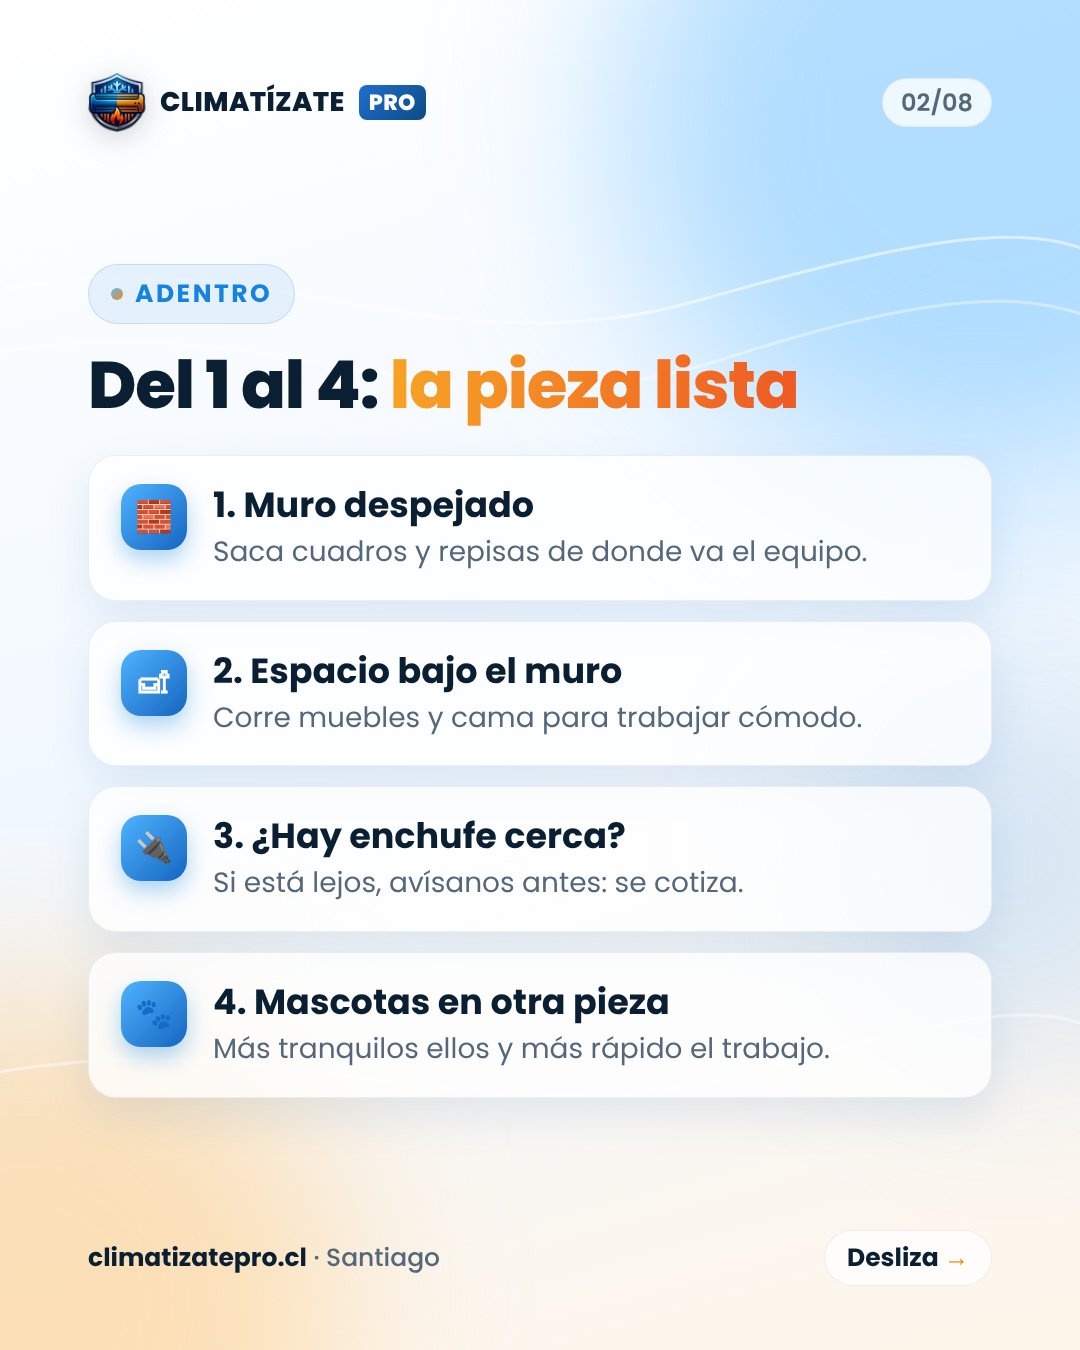 CLIMATÍZATE PRO
02/08
ADENTRO
Del 1 al 4: la pieza lista
1. Muro despejado
Saca cuadros y repisas de donde va el equipo.
2. Espacio bajo el muro
Corre muebles y cama para trabajar cómodo.
3. ¿Hay enchufe cerca?
Si está lejos, avísanos antes: se cotiza.
4. Mascotas en otra pieza
Más tranquilos ellos y más rápido el trabajo.
climatizatepro.cl · Santiago
Desliza →